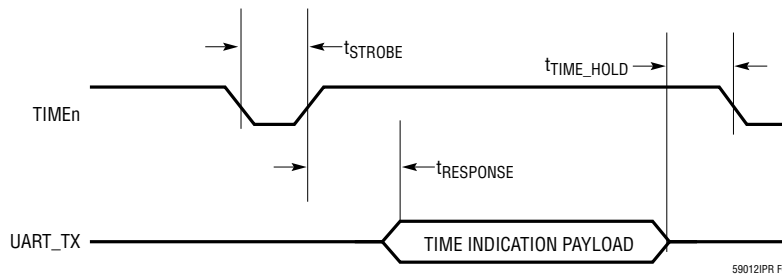 tSTROBE
tTIME_HOLD
TIMEn
tRESPONSE
UART_TX
TIME INDICATION PAYLOAD
59012IPR F